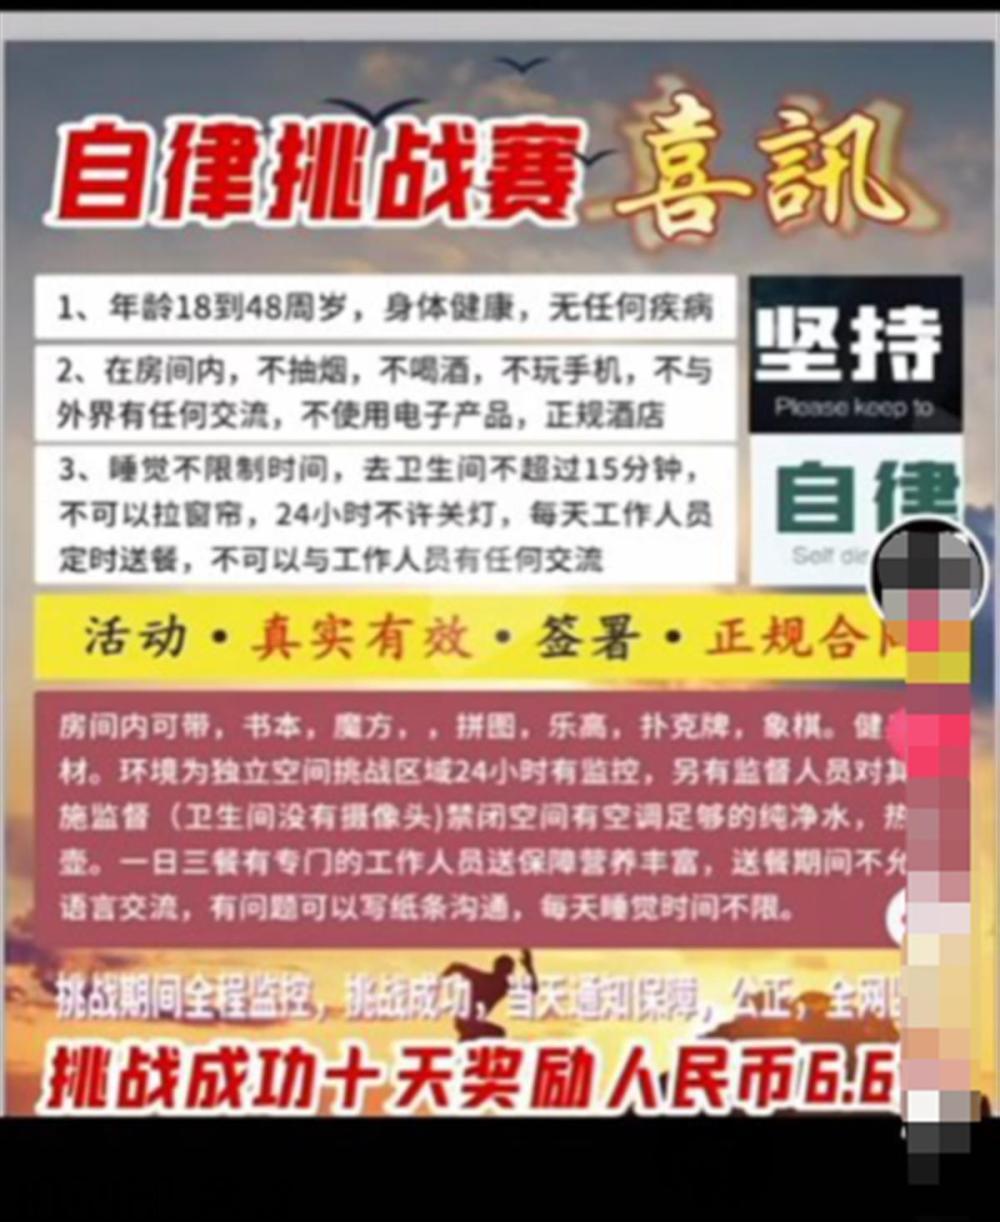 自律挑战赛 喜訊
1、年龄18到48周岁，身体健康，无任何疾病
2、在房间内，不抽烟，不喝酒，不玩手机，不与
外界有任何交流，不使用电子产品，正规酒店
3、睡觉不限制时间，去卫生间不超过15分钟，
不可以拉窗帘，24小时不许关灯，每天工作人员
定时送餐，不可以与工作人员有任何交流
坚持
Please keep to
自律
Self
活动·真实有效·签署·正规合
房间内可带，书本，魔方，，拼图，乐高，扑克牌，象棋。健
材。环境为独立空间挑战区域24小时有监控，另有监督人员对其
施监督（卫生间没有摄像头)禁闭空间有空调足够的纯净水，热
壶。一日三餐有专门的工作人员送保障营养丰富，送餐期间不允
语言交流，有问题可以写纸条沟通，每天睡觉时间不限。
挑战期间全程监控，挑战成功，当天通知保障，公正，全网
挑战成功十天奖励人民币6.6